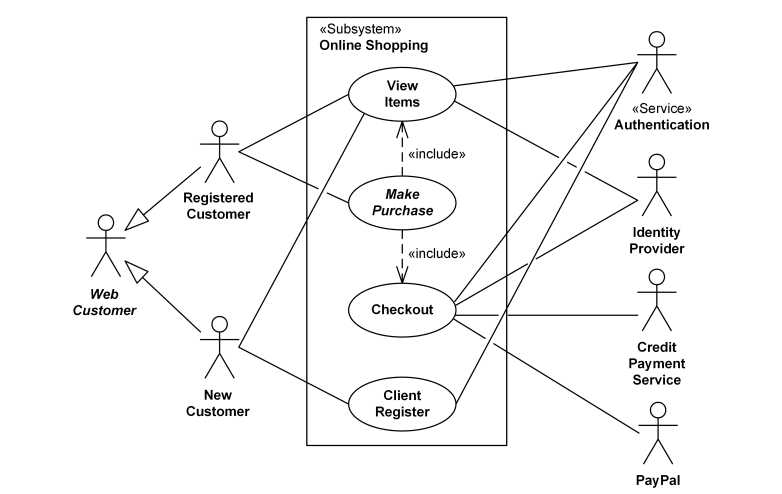 «Subsystem»
Online Shopping
View
Items
«include»
Make
Purchase
«include»
Checkout
Client
Register
Registered
Customer
Web
Customer
New
Customer
«Service»
Authentication
Identity
Provider
Credit
Payment
Service
PayPal